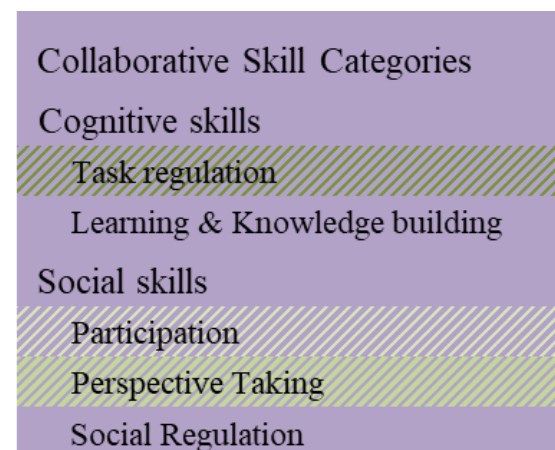 Collaborative Skill Categories
Cognitive skills
Task regulation
Learning & Knowledge building
Social skills
Participation
Perspective Taking
Social Regulation